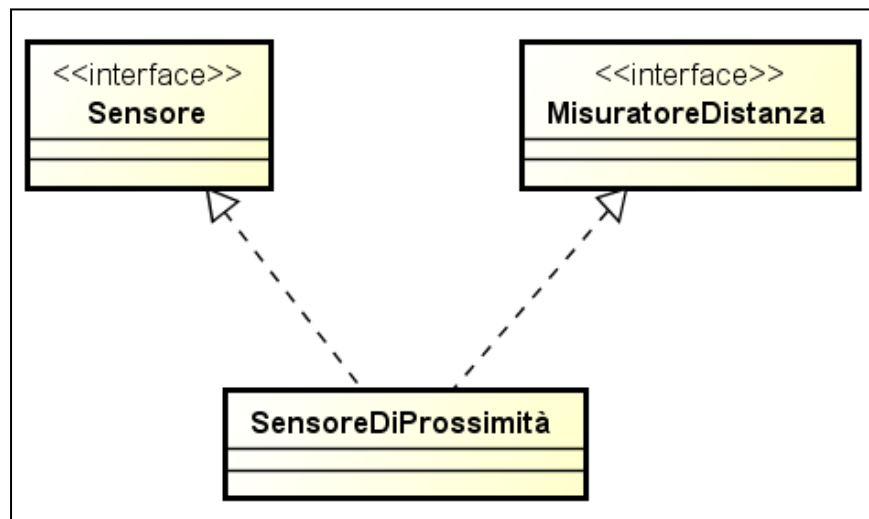 <<interface>>
Sensore
<<interface>>
MisuratoreDistanza
SensoreDiProssimità